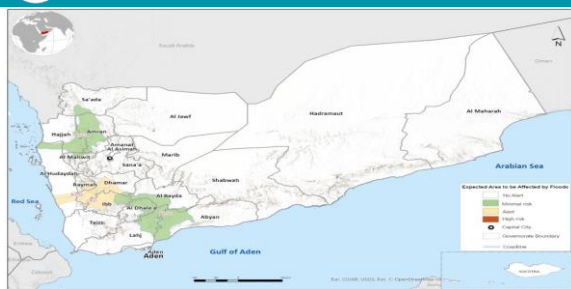 Saudi Arabia
Oman
N
Sa'ada
Al Jawf
Hadramaut
Al Maharah
Hajjah
Amran
Al Mahwit
Amanat
Al Asimah
Sana'a
Marib
Al Hudaydah
Raymah
Dhamar
Shabwah
Arabian Sea
Red Sea
Al Bayda
Ibb
Al Dhale'e
Abyan
Taizz
Lahj
Aden
Aden
Gulf of Aden
Expected Area to be Affected by Floods
No Alert
Minimal risk
Alert
High risk
Capital City
Governorate Boundary
Coastline
SOCOTRA